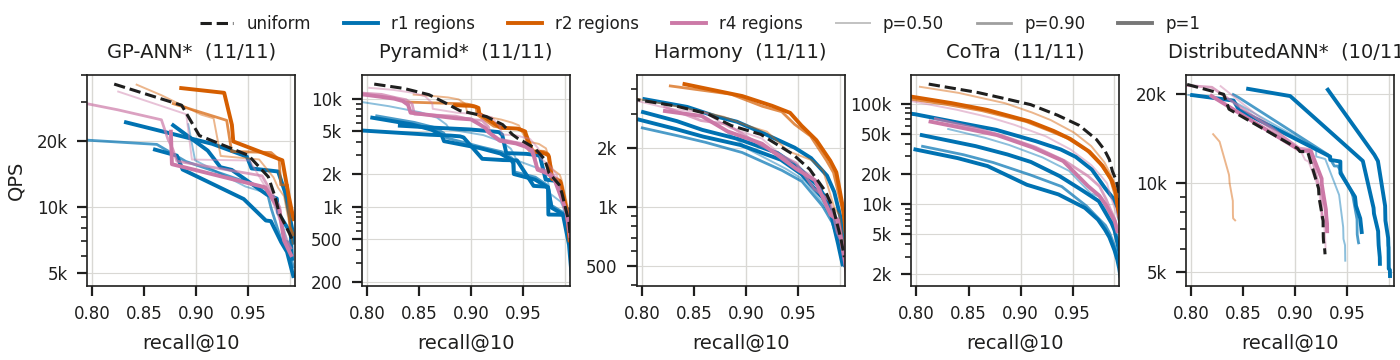 uniform r1 regions r2 regions r4 regions p=0.50 p=0.90 p=1
GP-ANN* (11/11) Pyramid* (11/11) Harmony (11/11) CoTra (11/11) DistributedANN* (10/11
QPS
20k
10k
5k
10k
5k
2k
1k
500
200
2k
1k
500
100k
50k
20k
10k
5k
2k
20k
10k
5k
0.80 0.85 0.90 0.95 0.80 0.85 0.90 0.95 0.80 0.85 0.90 0.95 0.80 0.85 0.90 0.95 0.80 0.85 0.90 0.95
recall@10 recall@10 recall@10 recall@10 recall@10